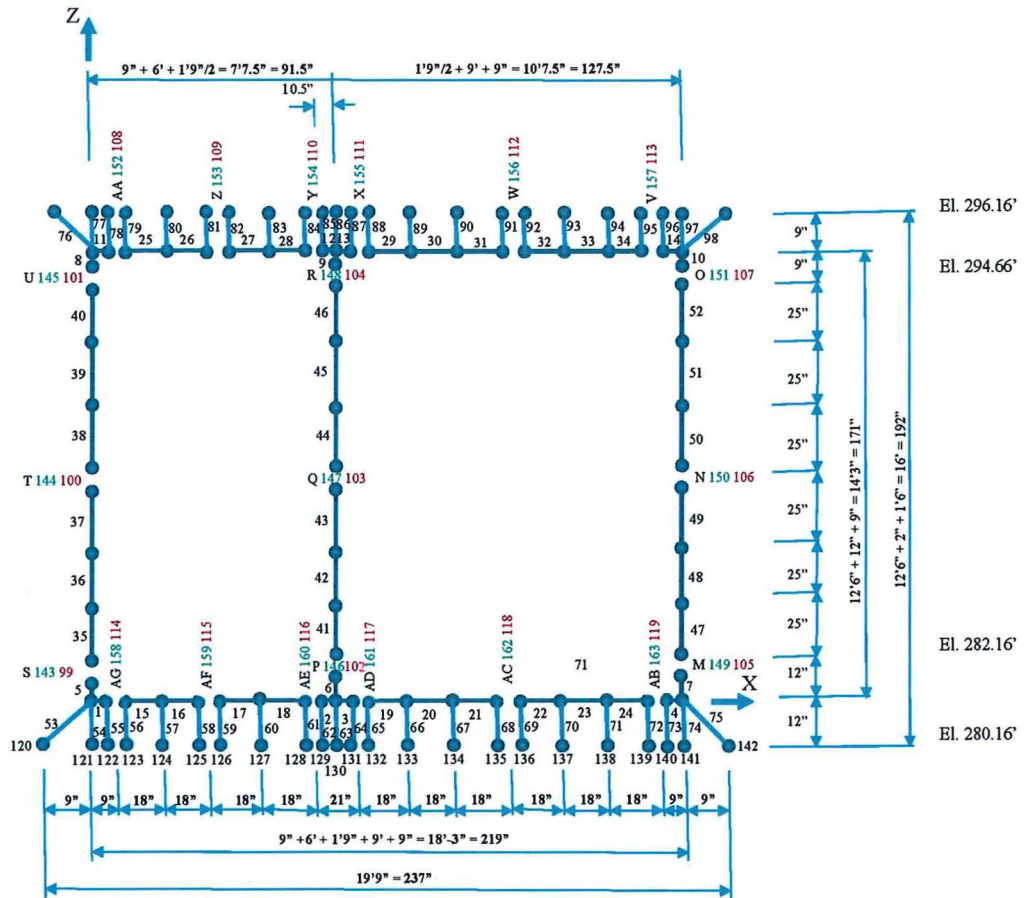 Z
9" + 6' + 1'9"/2 = 7'7.5" = 91.5"
1'9"/2 + 9' + 9" = 10'7.5" = 127.5"
10.5"
AA 152 108
Z 153 109
Y 154 110
X 155 111
W 156 112
V 157 113
El. 296.16'
76 77 78 79 80 81 82 83 84 85 86 87 88 89 90 91 92 93 94 95 96 97 98
11 25 26 27 28 12 13 29 30 31 32 33 34 14
9"
8 9 10
9"
U 145 101
R 148 104
O 151 107
El. 294.66'
40 46 52
25"
39 45 51
25"
38 44 50
25"
T 144 100
Q 147 103
N 150 106
37 43 49
25"
36 42 48
25"
35 41 47
25"
12'6" + 12" + 9" = 14'3" = 171"
12'6" + 2" + 1'6" = 16' = 192"
El. 282.16'
S 143 99
AG 158 114
AF 159 115
AE 160 116
P 146 102
AD 161 117
AC 162 118
71
AB 163 119
M 149 105
12"
5 6 7
X
1 15 16 17 18 2 3 19 20 21 22 23 24 4
53 54 55 56 57 58 59 60 61 62 63 64 65 66 67 68 69 70 71 72 73 74 75
12"
120 121 122 123 124 125 126 127 128 129 131 132 133 134 135 136 137 138 139 140 141 142
130
El. 280.16'
9" 9" 18" 18" 18" 18" 21" 18" 18" 18" 18" 18" 18" 9" 9"
9" +6' + 1'9" + 9' + 9" = 18'-3" = 219"
19'9" = 237"